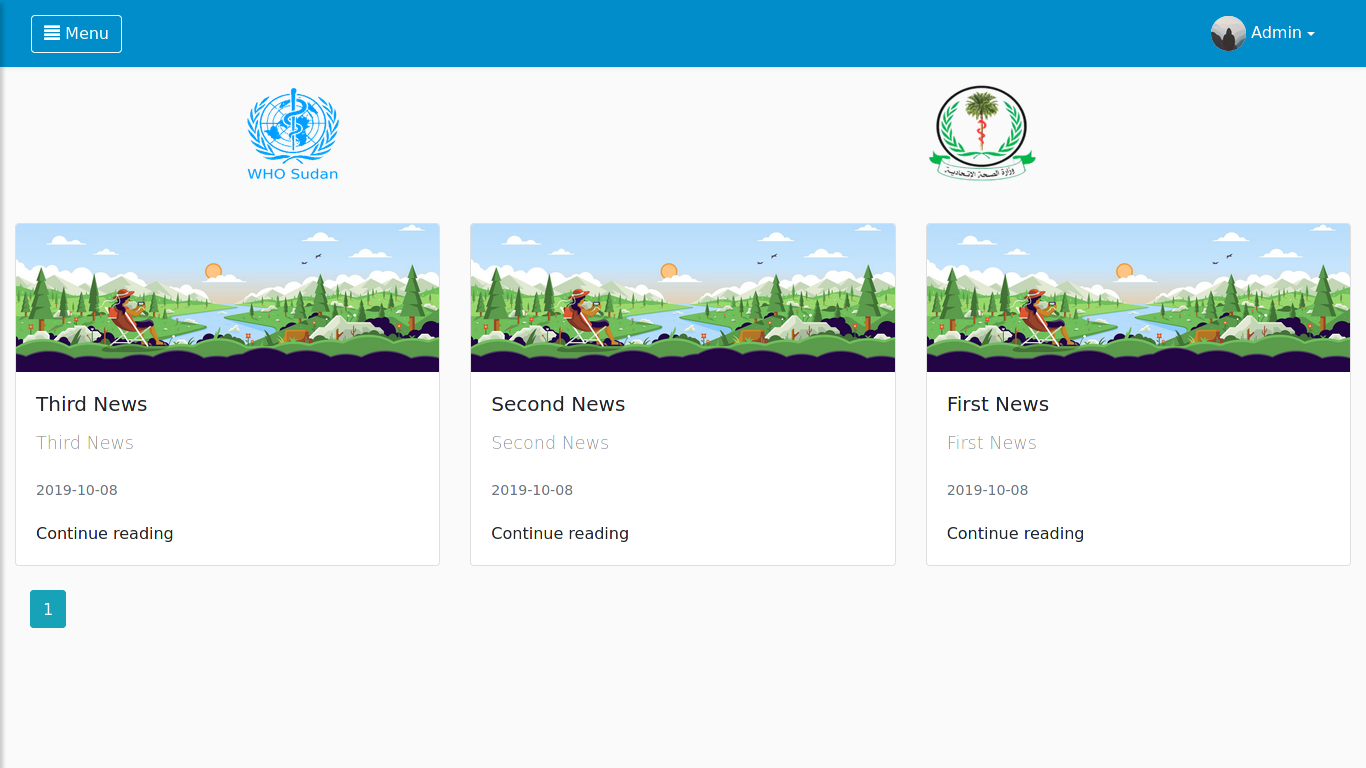 Menu
Admin
WHO Sudan
وزارة الصحة الاتحادية
Third News
Third News
2019-10-08
Continue reading
Second News
Second News
2019-10-08
Continue reading
First News
First News
2019-10-08
Continue reading
1